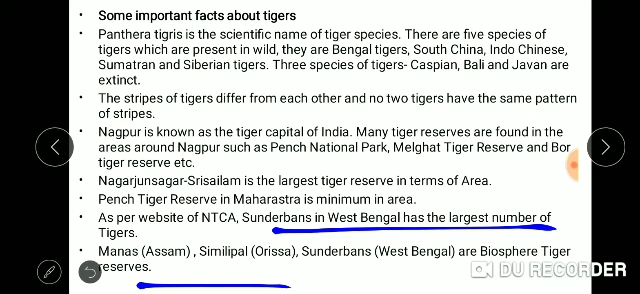 • Some important facts about tigers
• Panthera tigris is the scientific name of tiger species. There are five species of
tigers which are present in wild, they are Bengal tigers, South China, Indo Chinese,
Sumatran and Siberian tigers. Three species of tigers- Caspian, Bali and Javan are
extinct.
• The stripes of tigers differ from each other and no two tigers have the same pattern
of stripes.
• Nagpur is known as the tiger capital of India. Many tiger reserves are found in the
areas around Nagpur such as Pench National Park, Melghat Tiger Reserve and Bor
tiger reserve etc.
• Nagarjunsagar-Srisailam is the largest tiger reserve in terms of Area.
• Pench Tiger Reserve in Maharastra is minimum in area.
• As per website of NTCA, Sunderbans in West Bengal has the largest number of
Tigers.
• Manas (Assam) , Similipal (Orissa), Sunderbans (West Bengal) are Biosphere Tiger
reserves.
DU RECORDER